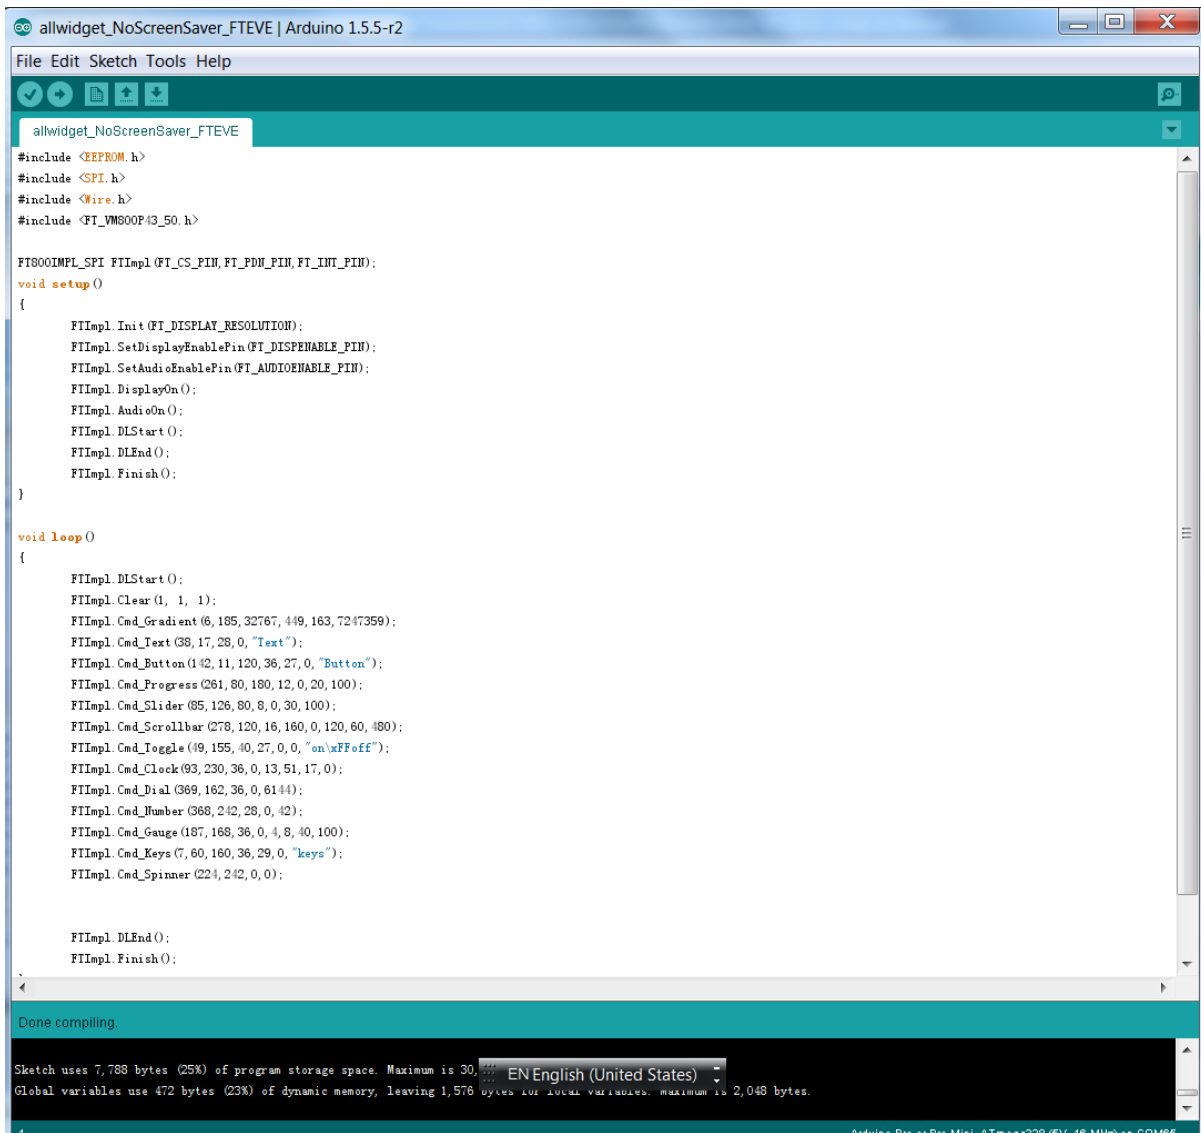 allwidget_NoScreenSaver_FTEVE | Arduino 1.5.5-r2
File Edit Sketch Tools Help
allwidget_NoScreenSaver_FTEVE
#include <EEPROM.h>
#include <SPI.h>
#include <Wire.h>
#include <FT_VM800P43_50.h>
FT800IMPL_SPI FTImpl(FT_CS_PIN,FT_PDN_PIN,FT_INT_PIN);
void setup()
{
FTImpl.Init(FT_DISPLAY_RESOLUTION);
FTImpl.SetDisplayEnablePin(FT_DISPENABLE_PIN);
FTImpl.SetAudioEnablePin(FT_AUDIOENABLE_PIN);
FTImpl.DisplayOn();
FTImpl.AudioOn();
FTImpl.DLStart();
FTImpl.DLEnd();
FTImpl.Finish();
}
void loop()
{
FTImpl.DLStart();
FTImpl.Clear(1, 1, 1);
FTImpl.Cmd_Gradient(6,185,32767,449,163,7247359);
FTImpl.Cmd_Text(38,17,28,0,"Text");
FTImpl.Cmd_Button(142,11,120,36,27,0,"Button");
FTImpl.Cmd_Progress(261,80,180,12,0,20,100);
FTImpl.Cmd_Slider(85,126,80,8,0,30,100);
FTImpl.Cmd_Scrollbar(278,120,16,160,0,120,60,480);
FTImpl.Cmd_Toggle(49,155,40,27,0,0,"on\xFFoff");
FTImpl.Cmd_Clock(93,230,36,0,13,51,17,0);
FTImpl.Cmd_Dial(369,162,36,0,6144);
FTImpl.Cmd_Number(368,242,28,0,42);
FTImpl.Cmd_Gauge(187,168,36,0,4,8,40,100);
FTImpl.Cmd_Keys(7,60,160,36,29,0,"keys");
FTImpl.Cmd_Spinner(224,242,0,0);
FTImpl.DLEnd();
FTImpl.Finish();
Done compiling.
Sketch uses 7,788 bytes (25%) of program storage space. Maximum is 30,
EN English (United States)
Global variables use 472 bytes (23%) of dynamic memory, leaving 1,576 bytes for local variables. Maximum is 2,048 bytes.